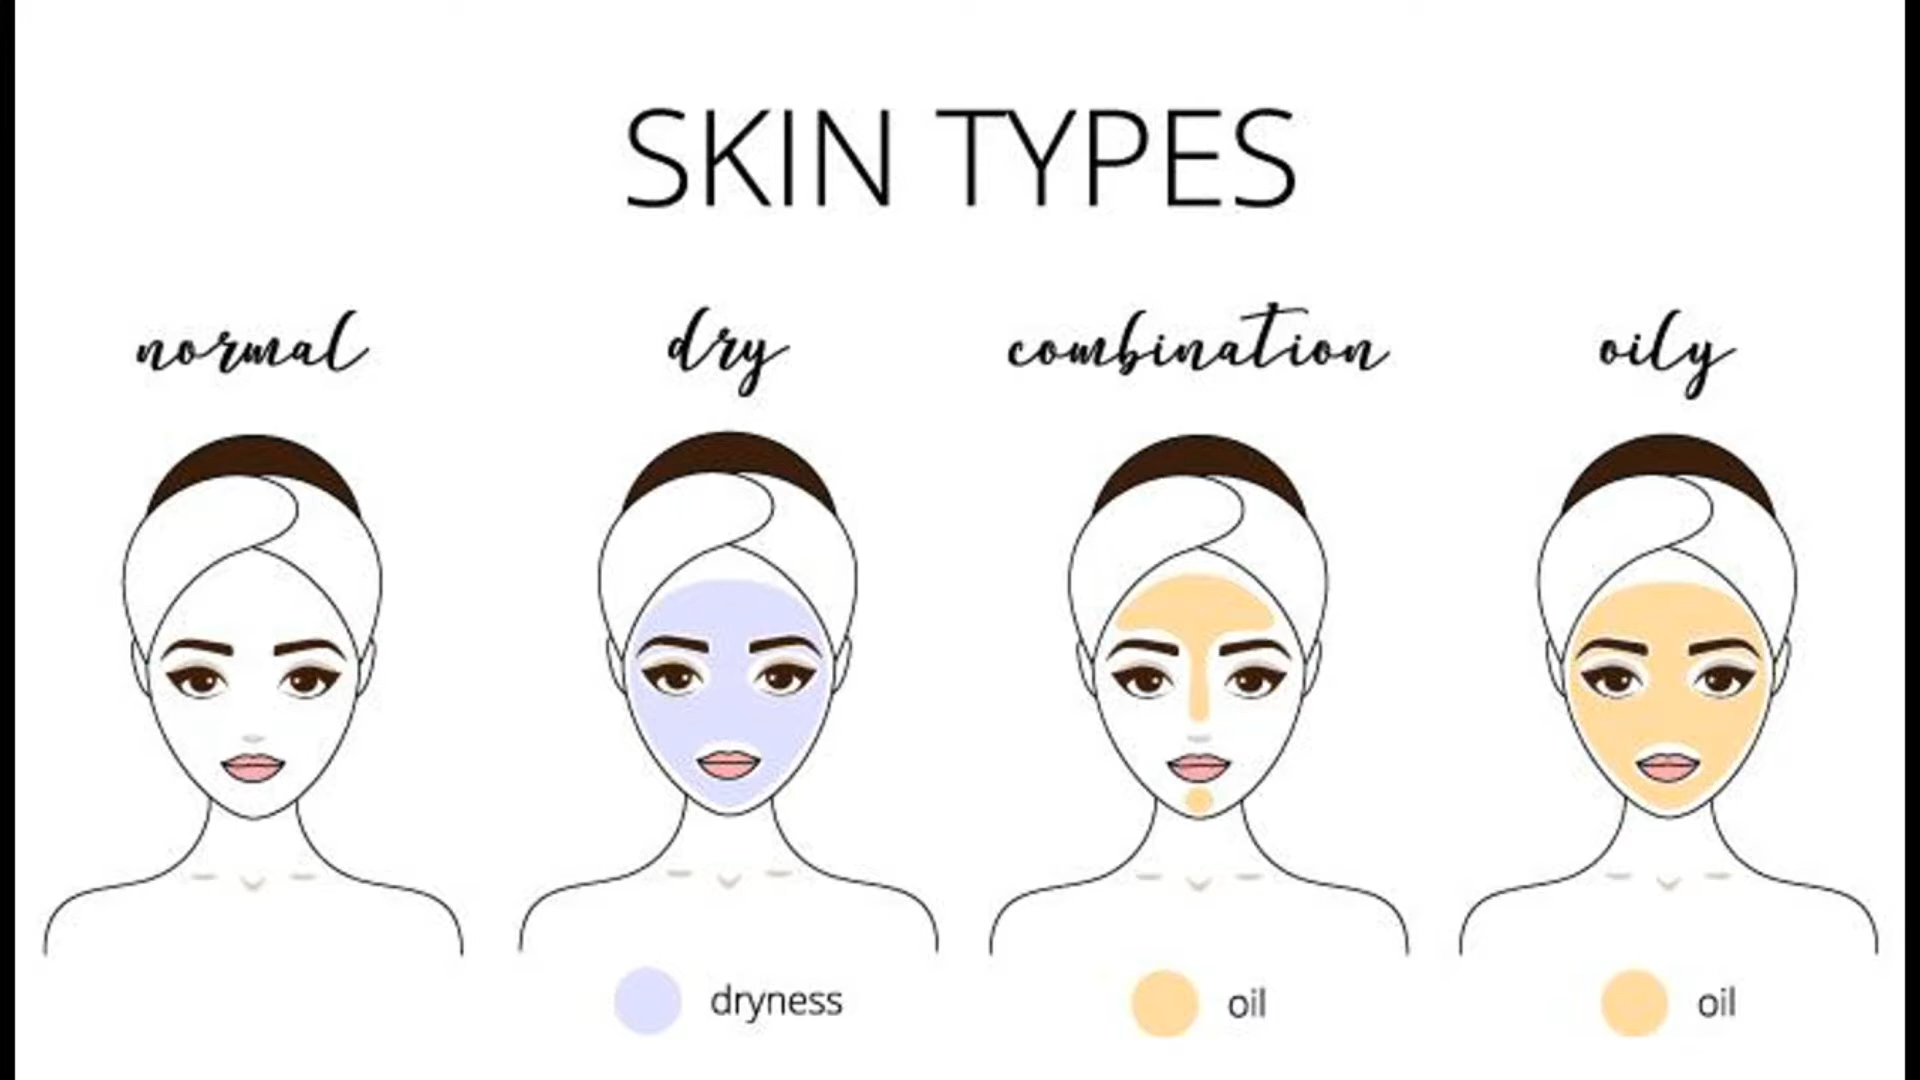 SKIN TYPES
normal
dry
combination
oily
dryness
oil
oil